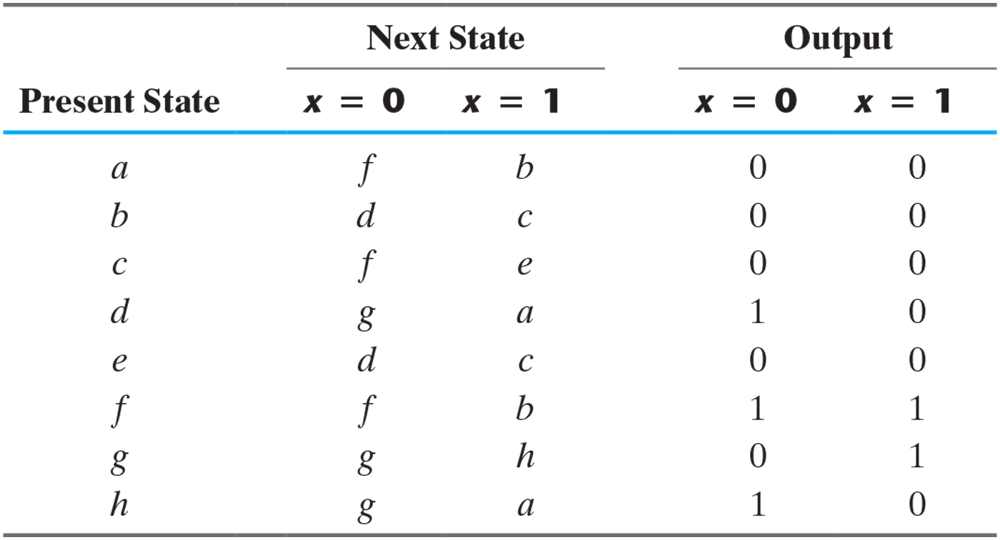 Next State Output
Present State x = 0 x = 1 x = 0 x = 1
a f b 0 0
b d c 0 0
c f e 0 0
d g a 1 0
e d c 0 0
f f b 1 1
g g h 0 1
h g a 1 0